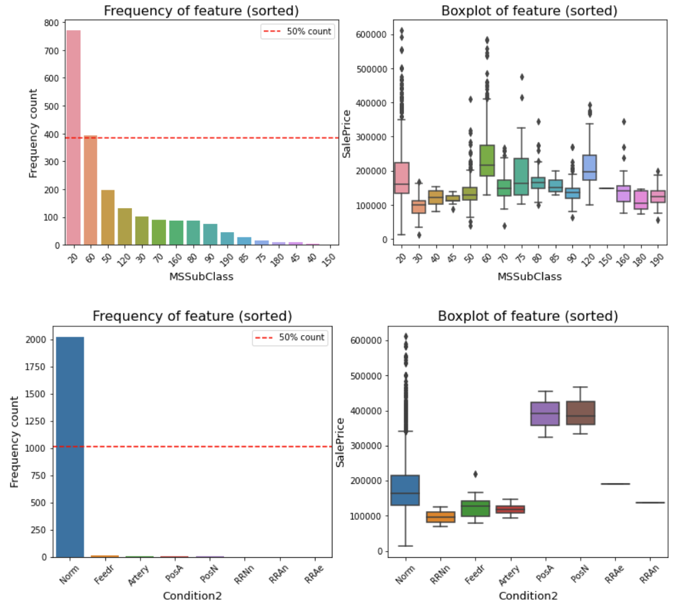 Frequency of feature (sorted)
Boxplot of feature (sorted)
50% count
800
700
600
500
400
300
200
100
0
Frequency count
20 60 50 120 30 70 160 80 90 190 85 75 180 45 40 150
MSSubClass
600000
500000
400000
300000
200000
100000
0
SalePrice
20 30 40 45 50 60 70 75 80 85 90 120 150 160 180 190
MSSubClass
Frequency of feature (sorted)
Boxplot of feature (sorted)
50% count
2000
1750
1500
1250
1000
750
500
250
0
Frequency count
Norm Feedr Artery PosA PosN RRNn RRAn RRAe
Condition2
600000
500000
400000
300000
200000
100000
0
SalePrice
Norm RRNn Feedr Artery PosA PosN RRAe RRAn
Condition2